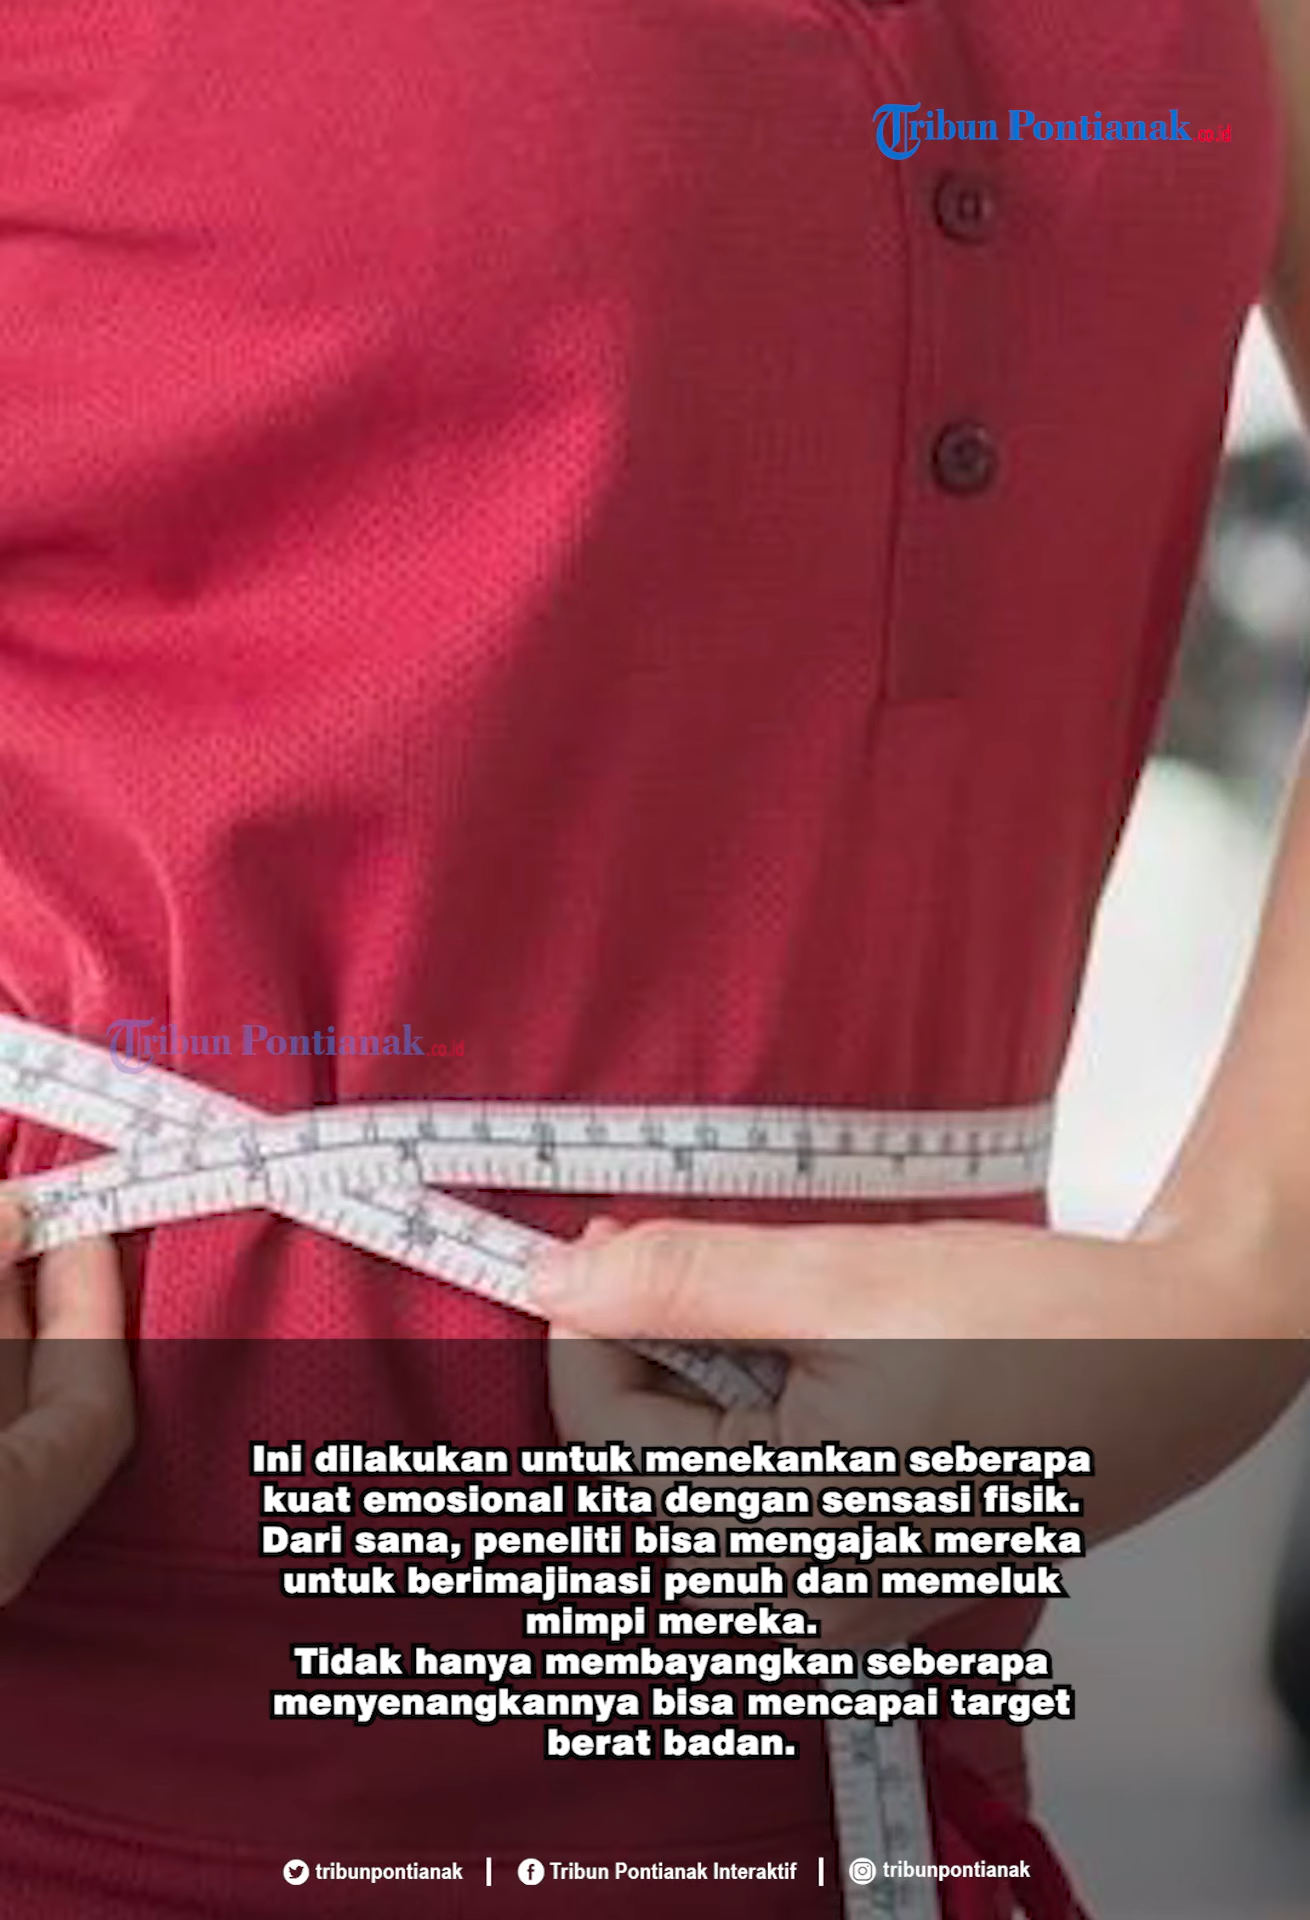 Tribun Pontianak.co.id
Tribun Pontianak.co.id
Ini dilakukan untuk menekankan seberapa
kuat emosional kita dengan sensasi fisik.
Dari sana, peneliti bisa mengajak mereka
untuk berimajinasi penuh dan memeluk
mimpi mereka.
Tidak hanya membayangkan seberapa
menyenangkannya bisa mencapai target
berat badan.
tribunpontianak | Tribun Pontianak Interaktif | tribunpontianak